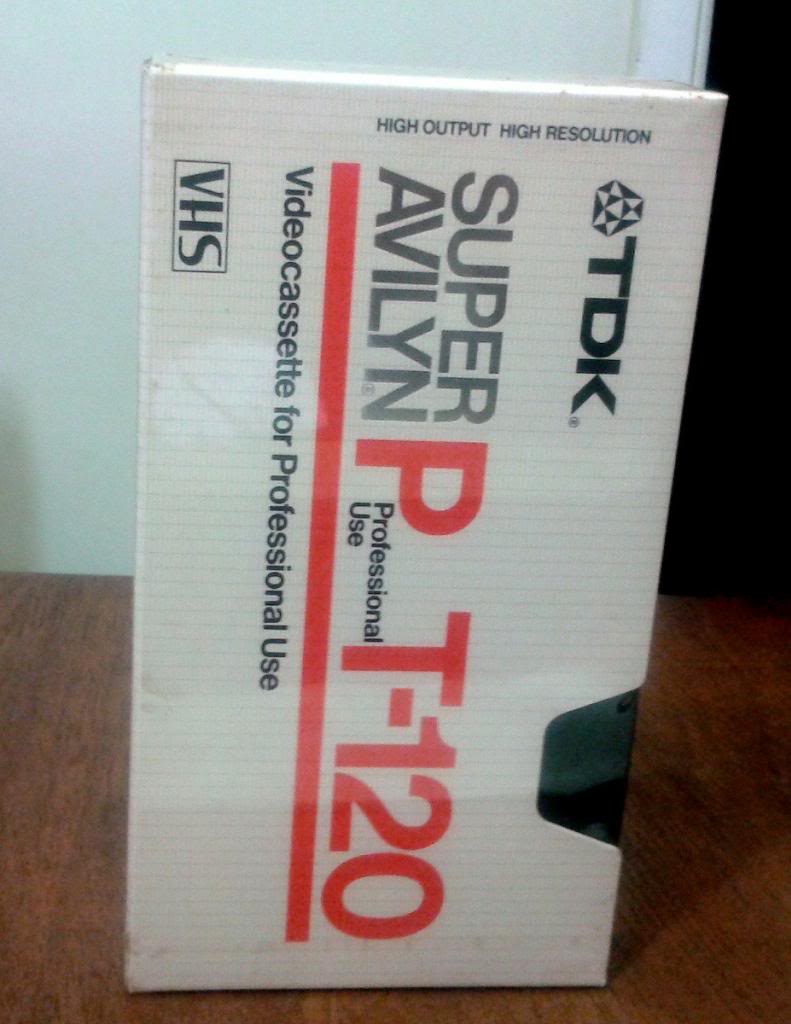 HIGH OUTPUT HIGH RESOLUTION
TDK®
SUPER
AVILYN® P T-120
Professional
Use
Videocassette for Professional Use
VHS